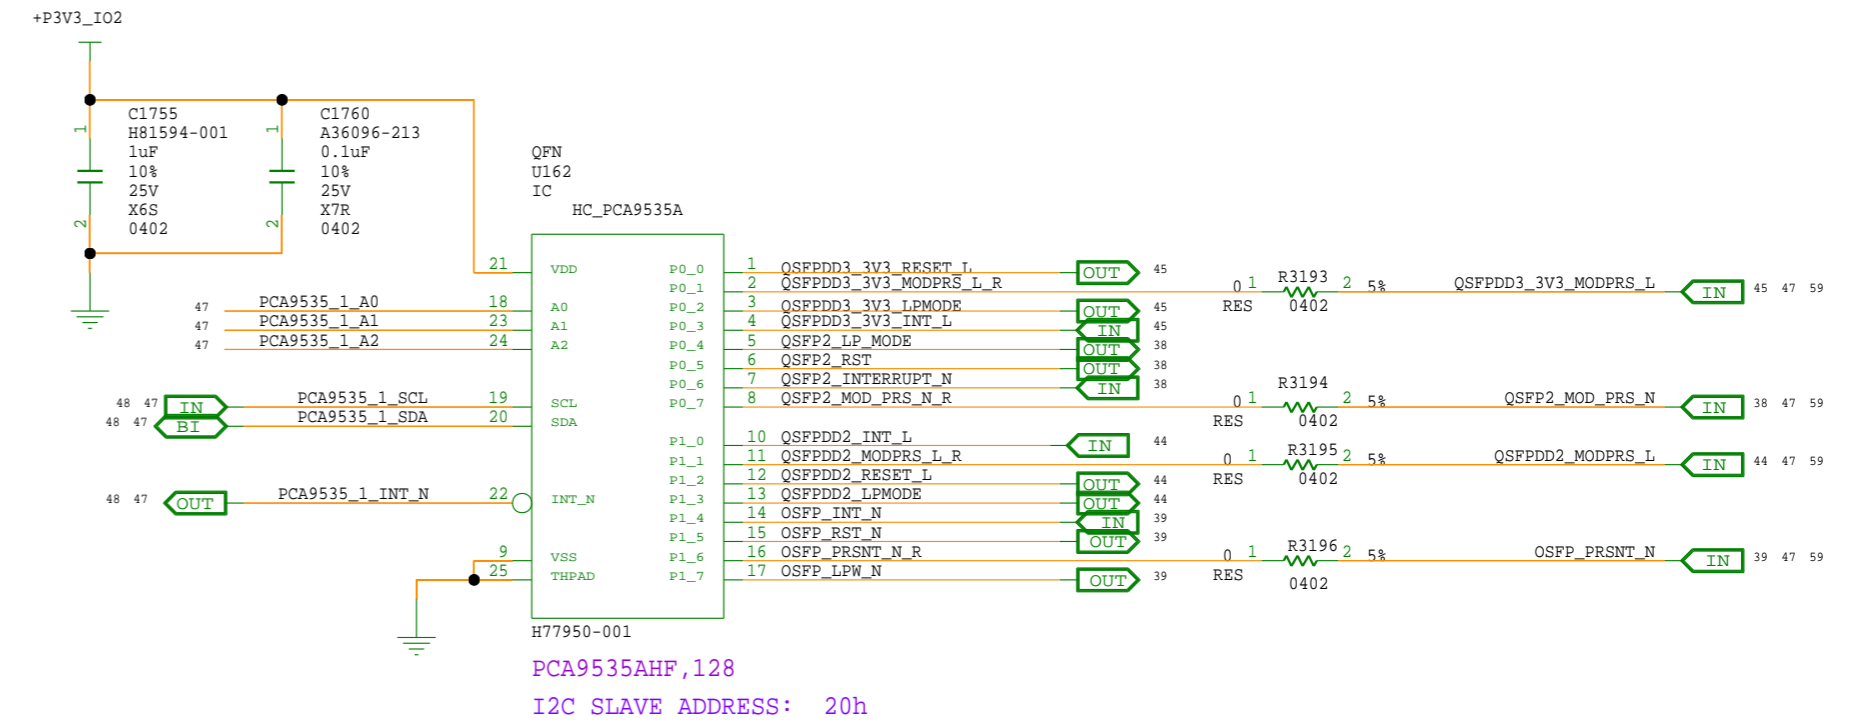 +P3V3_IO2
C1755
H81594-001
1uF
10%
25V
X6S
0402
1
2
C1760
A36096-213
0.1uF
10%
25V
X7R
0402
1
2
QFN
U162
IC
HC_PCA9535A
21 VDD
47 PCA9535_1_A0 18 A0
47 PCA9535_1_A1 23 A1
47 PCA9535_1_A2 24 A2
48 47 IN PCA9535_1_SCL 19 SCL
48 47 BI PCA9535_1_SDA 20 SDA
48 47 OUT PCA9535_1_INT_N 22 INT_N
9 VSS
25 THPAD
P0_0 1 QSFPDD3_3V3_RESET_L OUT 45
P0_1 2 QSFPDD3_3V3_MODPRS_L_R 0 1 R3193 2 5% QSFPDD3_3V3_MODPRS_L IN 45 47 59
RES 0402
P0_2 3 QSFPDD3_3V3_LPMODE OUT 45
P0_3 4 QSFPDD3_3V3_INT_L IN 45
P0_4 5 QSFP2_LP_MODE OUT 38
P0_5 6 QSFP2_RST OUT 38
P0_6 7 QSFP2_INTERRUPT_N IN 38
P0_7 8 QSFP2_MOD_PRS_N_R 0 1 R3194 2 5% QSFP2_MOD_PRS_N IN 38 47 59
RES 0402
P1_0 10 QSFPDD2_INT_L IN 44
P1_1 11 QSFPDD2_MODPRS_L_R 0 1 R3195 2 5% QSFPDD2_MODPRS_L IN 44 47 59
RES 0402
P1_2 12 QSFPDD2_RESET_L OUT 44
P1_3 13 QSFPDD2_LPMODE OUT 44
P1_4 14 OSFP_INT_N IN 39
P1_5 15 OSFP_RST_N OUT 39
P1_6 16 OSFP_PRSNT_N_R 0 1 R3196 2 5% OSFP_PRSNT_N IN 39 47 59
RES 0402
P1_7 17 OSFP_LPW_N OUT 39
H77950-001
PCA9535AHF,128
I2C SLAVE ADDRESS: 20h